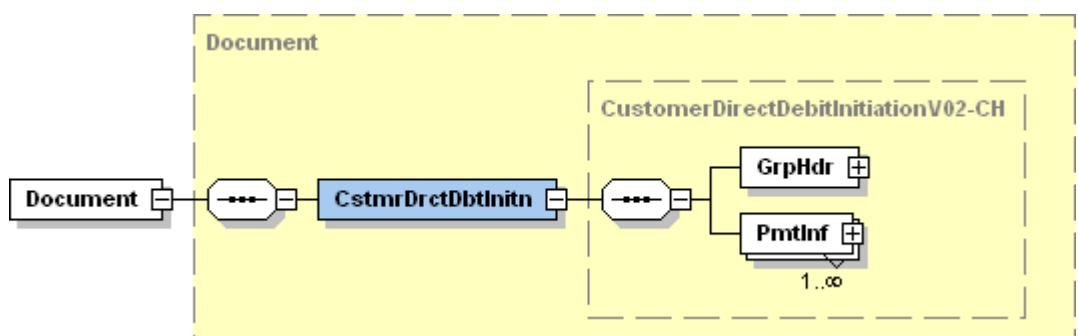 Document
CustomerDirectDebitInitiationV02-CH
GrpHdr
Document
CstmrDrctDbtInitn
PmtInf
1..∞